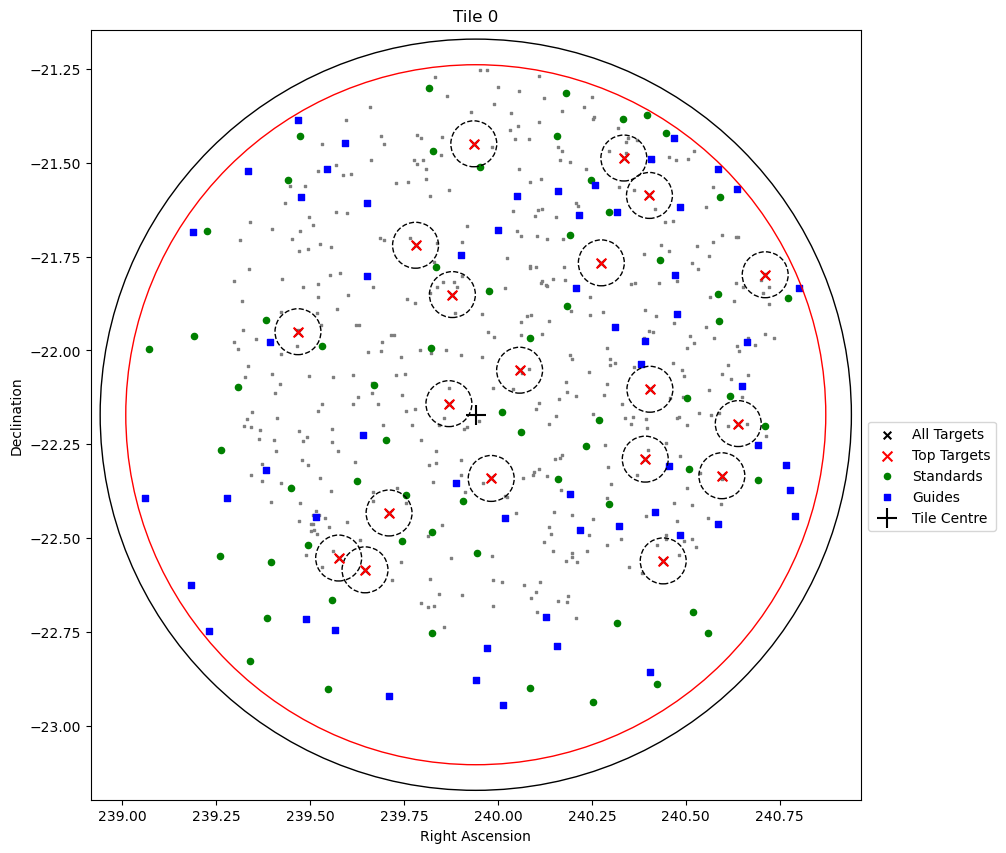 Tile 0
−21.25
−21.50
−21.75
−22.00
−22.25
−22.50
−22.75
−23.00
Declination
239.00 239.25 239.50 239.75 240.00 240.25 240.50 240.75
Right Ascension
All Targets
Top Targets
Standards
Guides
Tile Centre